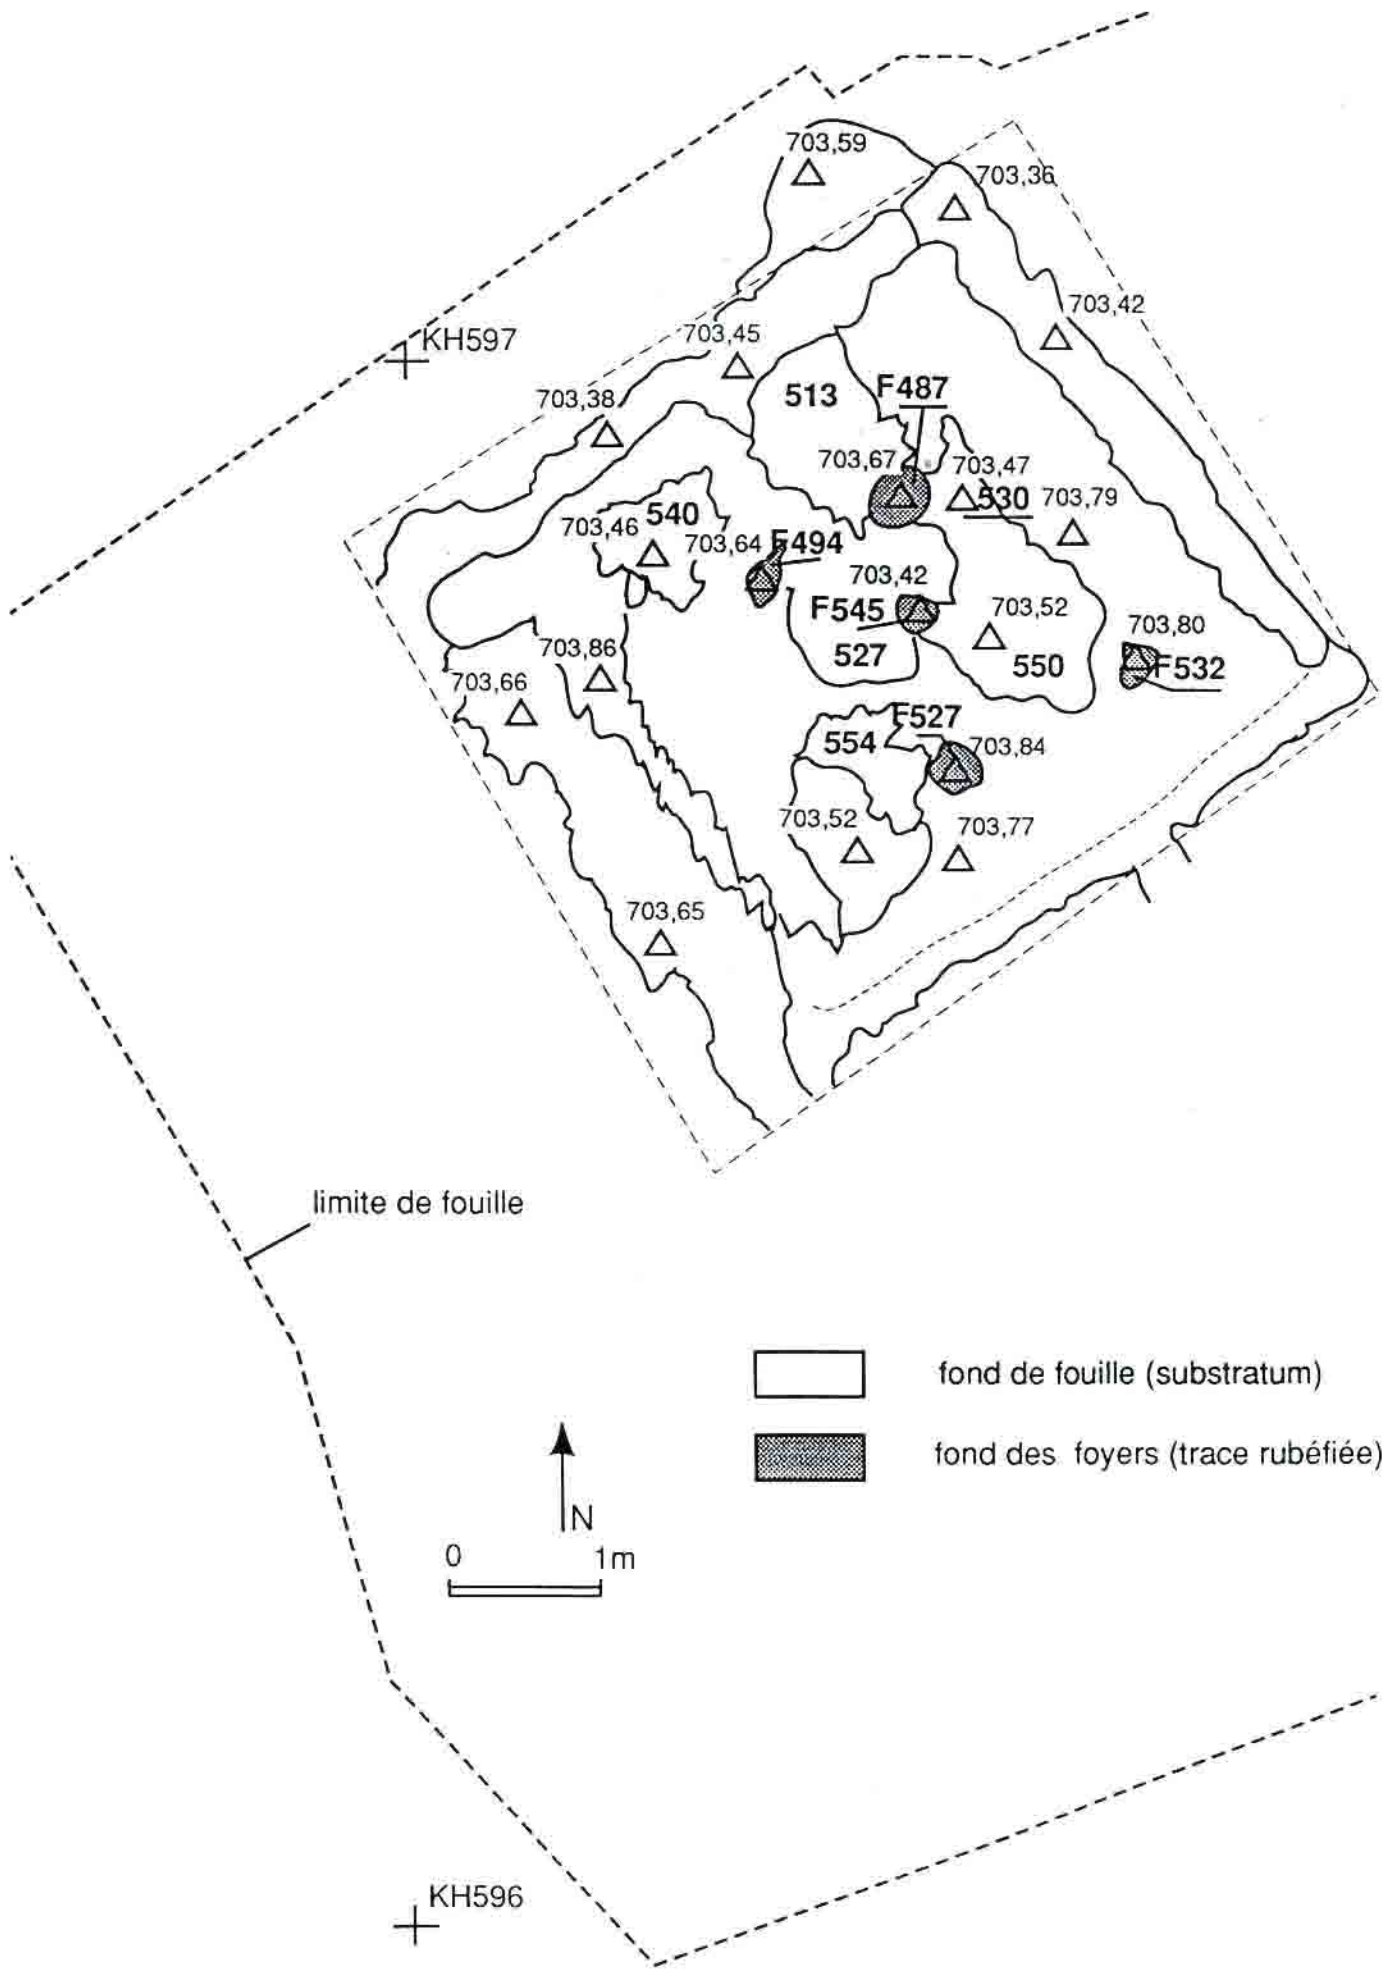 703,59
703,36
703,42
KH597
703,45
703,38
513
F487
703,67
703,47
530
703,79
540
703,46
703,64
F494
703,42
F545
703,52
527
550
703,80
F532
703,86
703,66
F527
554
703,84
703,52
703,77
703,65
limite de fouille
fond de fouille (substratum)
fond des foyers (trace rubéfiée)
N
0 1m
KH596